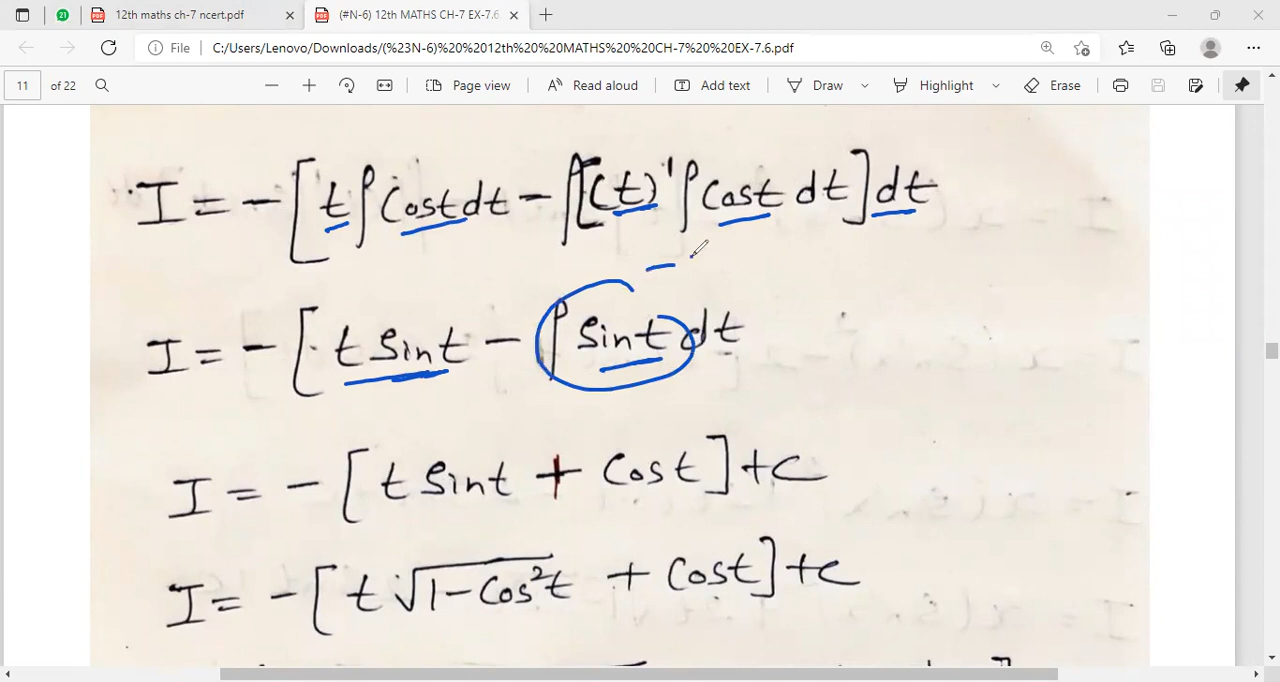 12th maths ch-7 ncert.pdf
(#N-6) 12th MATHS CH-7 EX-7.6.
File
C:/Users/Lenovo/Downloads/(%23N-6)%20%2012th%20%20MATHS%20%20CH-7%20%20EX-7.6.pdf
11 of 22
Page view
Read aloud
Add text
Draw
Highlight
Erase
I = - [ t ∫ Cost dt - ∫[(t)' ∫ Cost dt ] dt
I = - [ t Sint - ∫ Sint dt
I = - [ t Sint + Cost ] + c
I = - [ t √1-Cos²t + Cost ] + c